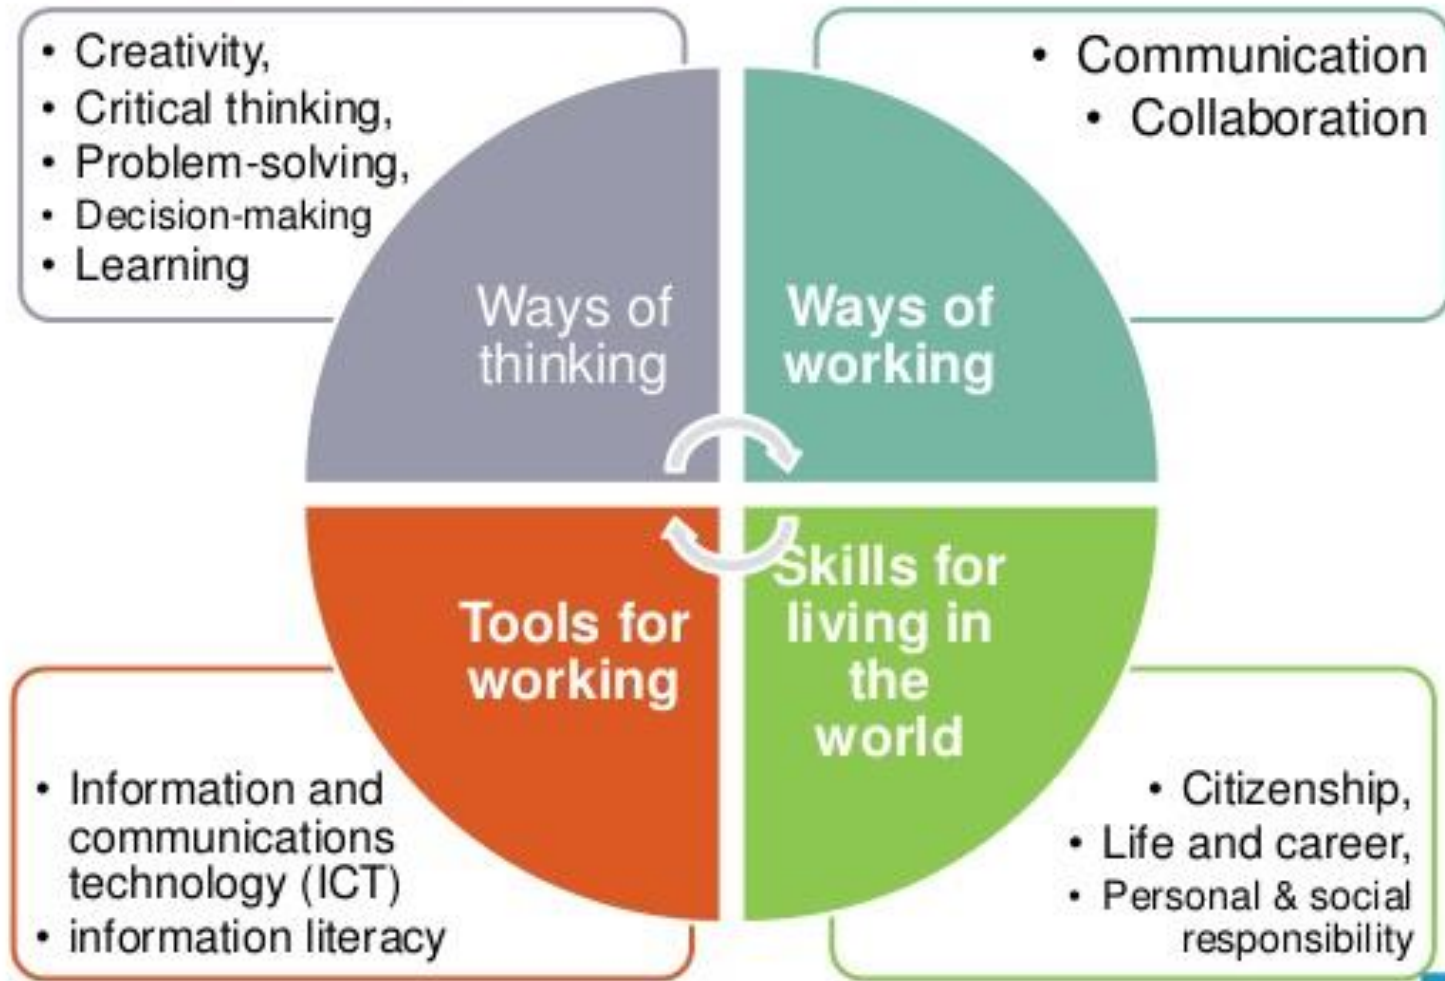 • Creativity,
• Critical thinking,
• Problem-solving,
• Decision-making
• Learning
• Communication
• Collaboration
Ways of
thinking
Ways of
working
Tools for
working
Skills for
living in
the
world
• Information and
communications
technology (ICT)
• information literacy
• Citizenship,
• Life and career,
• Personal & social
responsibility